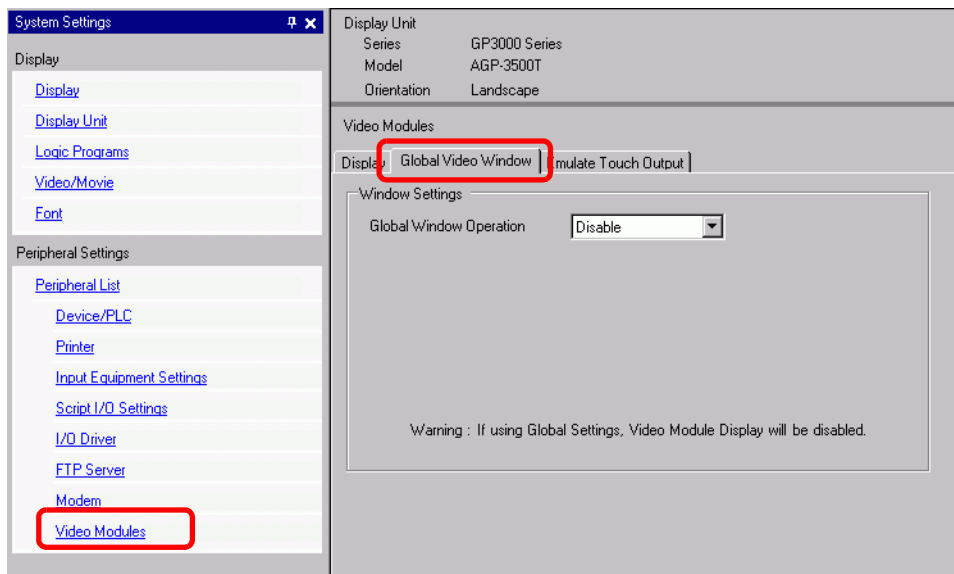 System Settings
Display
Display
Display Unit
Logic Programs
Video/Movie
Font
Peripheral Settings
Peripheral List
Device/PLC
Printer
Input Equipment Settings
Script I/O Settings
I/O Driver
FTP Server
Modem
Video Modules
Display Unit
Series GP3000 Series
Model AGP-3500T
Orientation Landscape
Video Modules
Display Global Video Window Emulate Touch Output
Window Settings
Global Window Operation Disable
Warning : If using Global Settings, Video Module Display will be disabled.